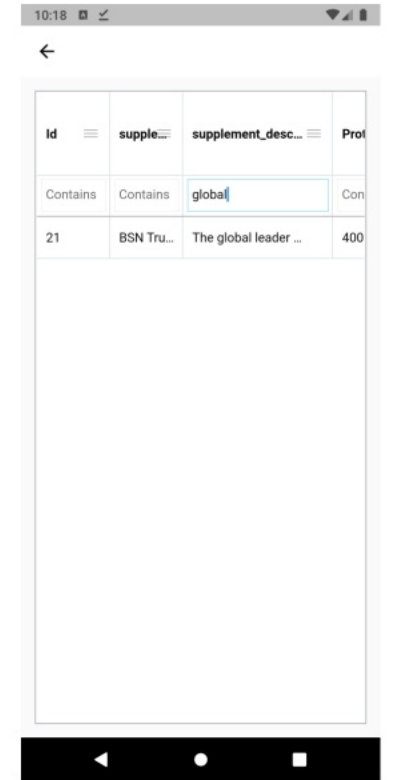 10:18
Id supple... supplement_desc... Prot
Contains Contains global Con
21 BSN Tru... The global leader ... 400